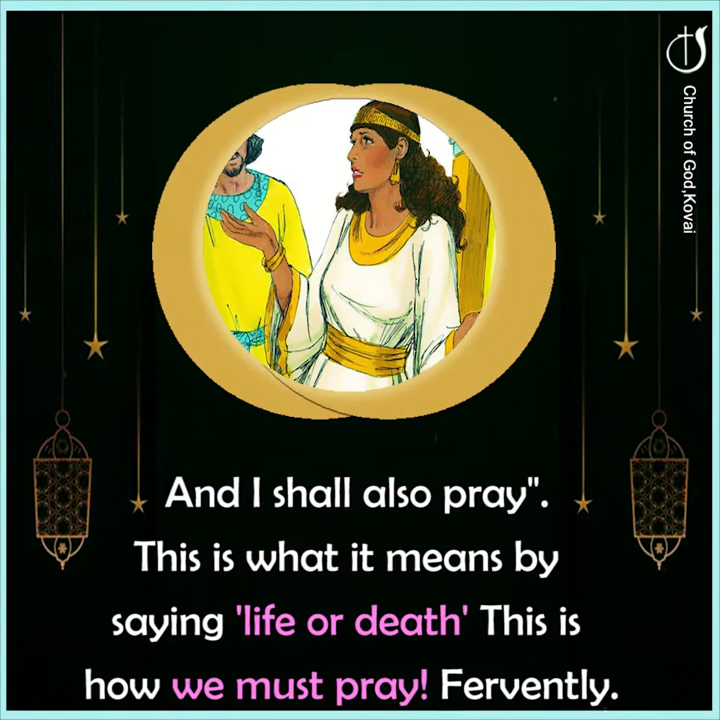 Church of God,Kovai
And I shall also pray".
This is what it means by
saying 'life or death' This is
how we must pray! Fervently.